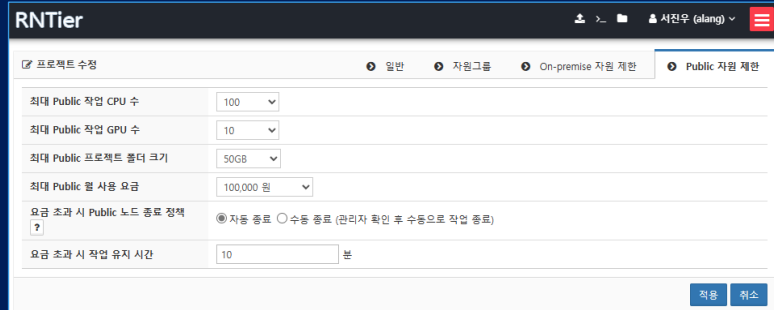 RNTier
서진우 (alang)
프로젝트 수정
일반
자원그룹
On-premise 자원 제한
Public 자원 제한
최대 Public 작업 CPU 수
100
최대 Public 작업 GPU 수
10
최대 Public 프로젝트 폴더 크기
50GB
최대 Public 월 사용 요금
100,000 원
요금 초과 시 Public 노드 종료 정책
?
자동 종료 수동 종료 (관리자 확인 후 수동으로 작업 종료)
요금 초과 시 작업 유지 시간
10 분
적용 취소